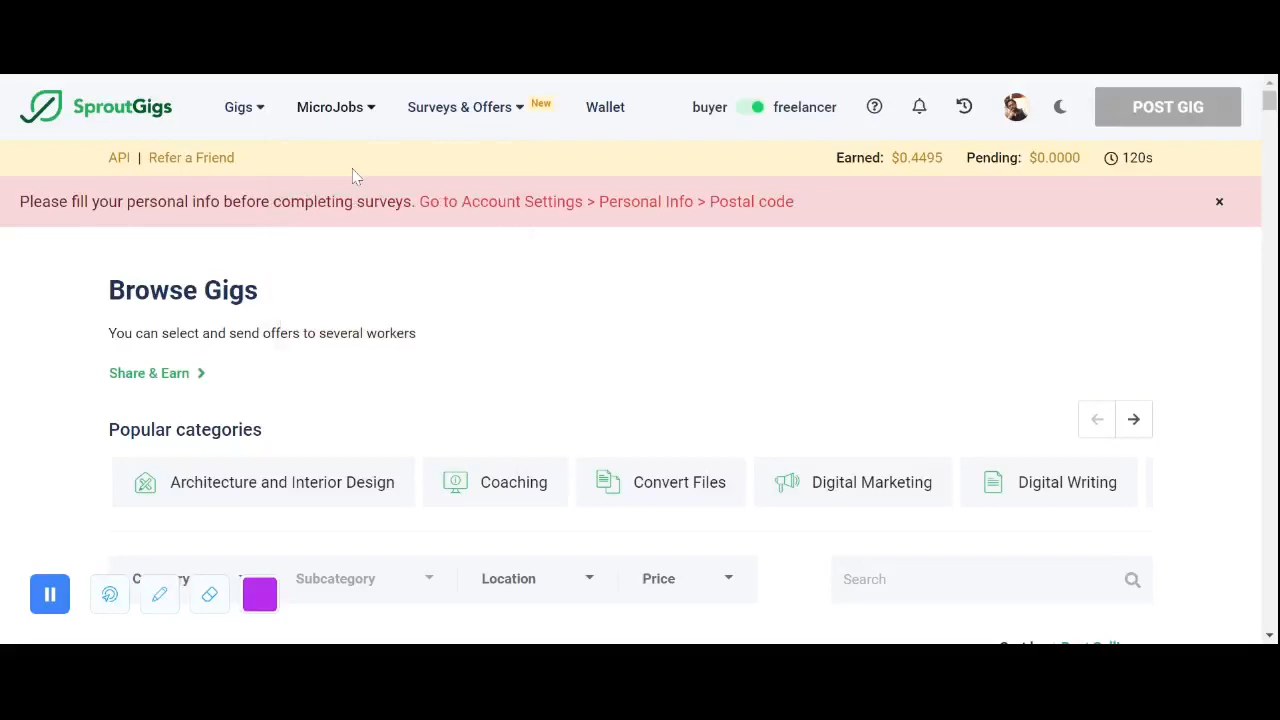 SproutGigs
Gigs
MicroJobs
Surveys & Offers
New
Wallet
buyer
freelancer
POST GIG
API | Refer a Friend
Earned: $0.4495 Pending: $0.0000 120s
Please fill your personal info before completing surveys. Go to Account Settings > Personal Info > Postal code
×
Browse Gigs
You can select and send offers to several workers
Share & Earn
Popular categories
Architecture and Interior Design
Coaching
Convert Files
Digital Marketing
Digital Writing
Subcategory
Location
Price
Search